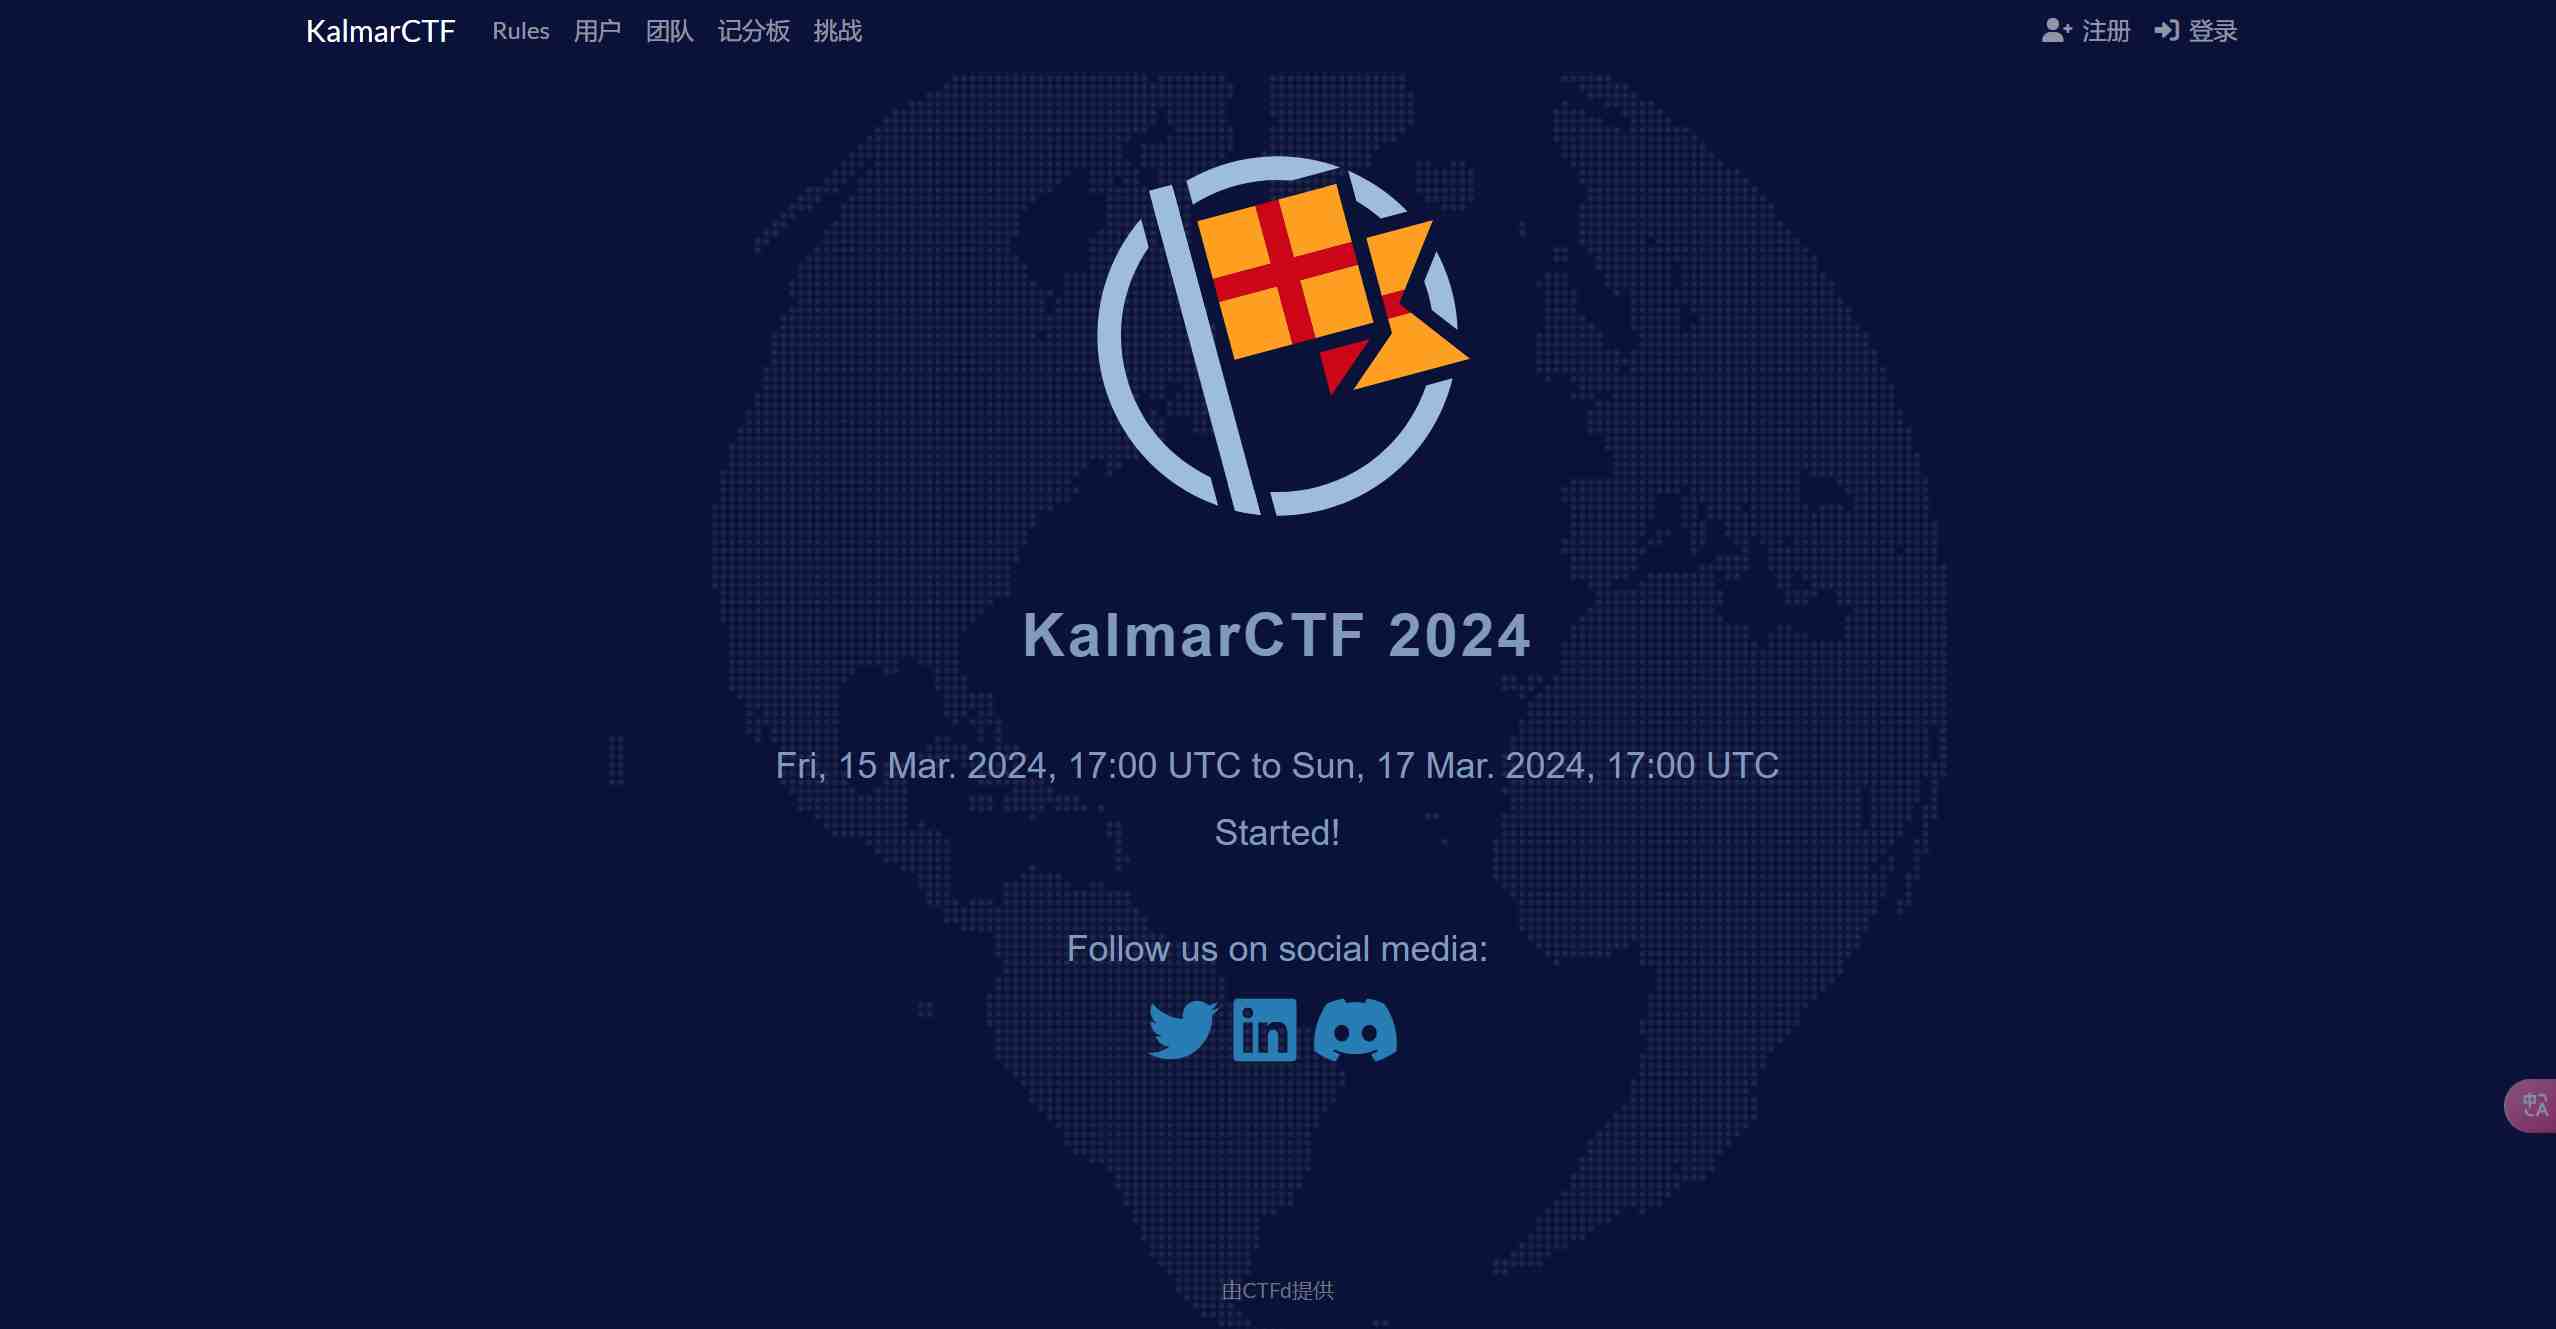 KalmarCTF Rules 用户 团队 记分板 挑战 注册 登录
KalmarCTF 2024
Fri, 15 Mar. 2024, 17:00 UTC to Sun, 17 Mar. 2024, 17:00 UTC
Started!
Follow us on social media:
由CTFd提供